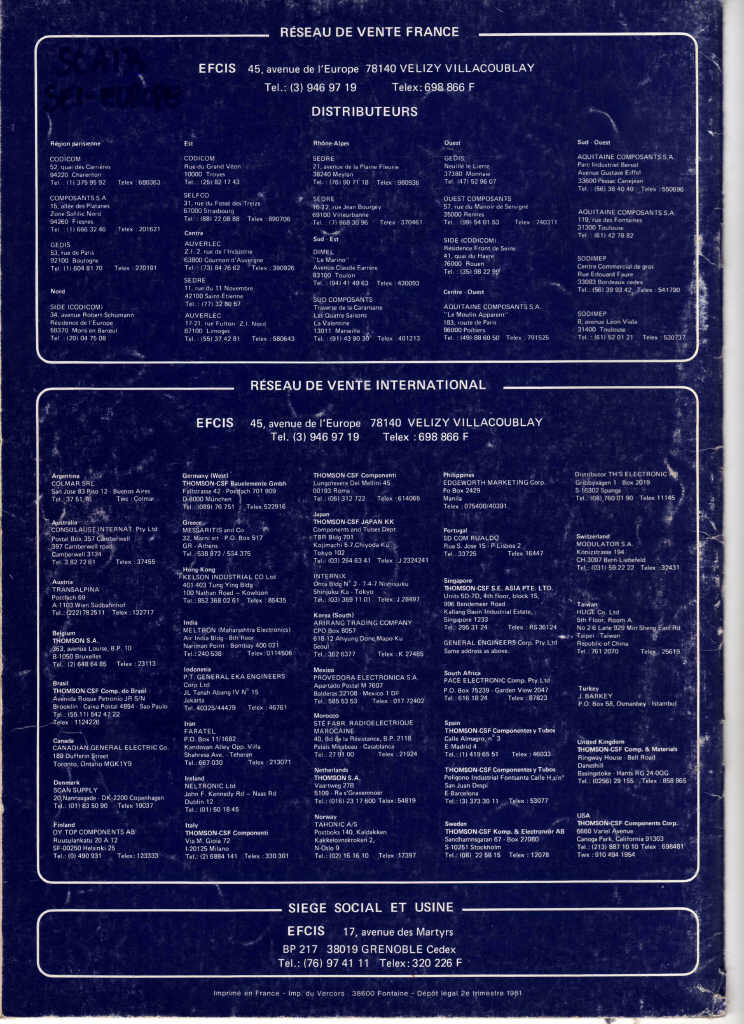 RÉSEAU DE VENTE FRANCE
EFCIS 45, avenue de l'Europe 78140 VELIZY VILLACOUBLAY
Tel.: (3) 946 97 19 Telex: 698 866 F
DISTRIBUTEURS
Région parisienne
CODICOM
52, quai des Carrières
94220 Charenton
Tel. : (1) 375 95 92 Telex : 680363
COMPOSANTS S.A.
15, allée des Platanes
Zone Sofilic Nord
94260 Fresnes
Tel. : (1) 666 32 46 Telex : 201621
GEDIS
53, rue de Paris
92100 Boulogne
Tel. : (1) 604 81 70 Telex : 270191
Nord
SIDE (CODICOM)
34, avenue Robert Schumann
Résidence de l'Europe
59370 Mons en Baroeul
Tel. : (20) 04 75 08
Est
CODICOM
Rue du Grand Véon
10000 Troyes
Tel. : (25) 82 17 43
SELFCO
31, rue du Fossé des Treize
67000 Strasbourg
Tel. : (88) 22 08 88 Telex : 890706
Centre
AUVERLEC
Z.I. 2, rue de l'Industrie
63800 Cournon d'Auvergne
Tel. : (73) 84 76 62 Telex : 390926
SEDRE
11, rue du 11 Novembre
42100 Saint-Etienne
Tel. : (77) 32 80 57
AUVERLEC
17-21, rue Fulton Z.I. Nord
87100 Limoges
Tel. : (55) 37 42 81 Telex : 580643
Rhône-Alpes
SEDRE
21, avenue de la Plaine Fleurie
38240 Meylan
Tel. : (76) 90 71 18 Telex : 980936
SEDRE
16-22, rue Jean Bourgey
69100 Villeurbanne
Tel. : (7) 868 30 96 Telex : 370461
Sud - Est
DIMEL
"Le Marino"
Avenue Claude Farrère
83100 Toulon
Tel. : (94) 41 49 63 Telex : 430093
SUD COMPOSANTS
Traverse de la Caransane
Les Quatre Saisons
La Valentine
13011 Marseille
Tel. : (91) 43 90 30 Telex : 401213
Ouest
GEDIS
Neuillé le Lierre
37380 Monnaie
Tel. (47) 52 96 07
OUEST COMPOSANTS
57, rue du Manoir de Servigné
35000 Rennes
Tel. : (99) 54 01 53 Telex : 740311
SIDE (CODICOM)
Résidence Front de Seine
41, quai du Havre
76000 Rouen
Tel. : (35) 98 22 99
Centre - Ouest
AQUITAINE COMPOSANTS S.A.
"Le Moulin Apparent"
183, route de Paris
86000 Poitiers
Tel. : (49) 88 60 50 Telex : 791525
Sud - Ouest
AQUITAINE COMPOSANTS S.A.
Parc Industriel Bersol
Avenue Gustave Eiffel
33600 Pessac Canejean
Tel. : (56) 36 40 40 Telex : 550696
AQUITAINE COMPOSANTS S.A.
119, rue des Fontaines
31300 Toulouse
Tel. : (61) 42 79 82
SODIMEP
Centre Commercial de gros
Rue Edouard Faure
33083 Bordeaux cedex
Tel. : (56) 39 93 42 Telex : 541790
SODIMEP
8, avenue Léon Viala
31400 Toulouse
Tel. : (61) 52 01 21 Telex : 530737
RÉSEAU DE VENTE INTERNATIONAL
EFCIS 45, avenue de l'Europe 78140 VELIZY VILLACOUBLAY
Tel. (3) 946 97 19 Telex : 698 866 F
Argentina
COLMAR SRL
San Jose 83 Piso 12 - Buenos Aires
Tel. 37 51 76 Tlex : Colmar
Australia
CONSULAUST INTERNAT. Pty Ltd
Postal Box 357 Camberwell
397 Camberwell road
Camberwell 3134
Tel. 3 82 72 61 Telex : 37455
Austria
TRANSALPINA
Postfach 69
A-1103 Wien Südbahnhof
Tel. : (222) 78 25 11 Telex : 132717
Belgium
THOMSON S.A.
363, avenue Louise, B.P. 10
B-1050 Bruxelles
Tel. : (2) 648 64 85 Telex : 23113
Brasil
THOMSON-CSF Comp. do Brasil
Avenida Roque Petronio JR S/N
Brooklin - Caixa Postal 4894 - Sao Paulo
Tel. : (55.11) 542 47 22
Telex : 1124226
Canada
CANADIAN GENERAL ELECTRIC Co.
189 Dufferin Street
Toronto, Ontario MGK1Y9
Denmark
SCAN SUPPLY
20 Nannasgade - DK-2200 Copenhagen
Tel. : (01) 83 50 90 Telex 19037
Finland
OY TOP COMPONENTS AB
Ruusulankatu 20 A 12
SF-00250 Helsinki 25
Tel. : (0) 490 931 Telex : 123333
Germany (West)
THOMSON-CSF Bauelemente Gmbh
Fallstrasse 42 - Postfach 701 909
D-8000 München
Tel. : (089) 76 751 Telex 522916
Greece
MESSARITIS and Co
32, Marni str - P.O. Box 517
GR - Athens
Tel. : 538 872 / 534 375
Hong-Kong
KELSON INDUSTRIAL CO Ltd
401-403 Tung Ying Bldg
100 Nathan Road - Kowloon
Tel. : 952 368 02 61 Telex : 86435
India
MELTRON (Maharashtra Electronics)
Air India Bldg - 8th floor
Nariman Point - Bombay 400 021
Tel. : 240 538 Telex : 0114506
Indonesia
P.T. GENERAL EKA ENGINEERS
Corp Ltd
JL Tanah Abang IV N° 15
Jakarta
Tel. 40325/44479 Telex : 46761
Iran
FARATEL
P.O. Box 11/1682
Kandovan Alley Opp. Villa
Shahresa Ave. - Teheran
Tel. : 667-030 Telex : 213071
Ireland
NELTRONIC Ltd
John F. Kennedy Rd - Naas Rd
Dublin 12
Tel. : (01) 50 18 45
Italy
THOMSON-CSF Componenti
Via M. Gioia 72
I-20125 Milano
Tel. : (2) 6884 141 Telex : 330 301
THOMSON-CSF Componenti
Lungotevere Dei Mellini 45
00193 Roma
Tel. : (06) 312 722 Telex : 614069
Japan
THOMSON-CSF JAPAN KK
Components and Tubes Dept.
TBR Bldg 701
Kojimachi 5.7, Chiyoda Ku
Tokyo 102
Tel. : (03) 264 63 41 Telex : J 2324241
INTERNIX
Ohta Bldg N° 2 - 7.4.7 Nishijuku
Shinjuku Ku - Tokyo
Tel. : (03) 369 11 01 Telex : J 28497
Korea (South)
ARIRANG TRADING COMPANY
CPO Box 8057
618-12 Ahyung Dong Mapo Ku
Seoul
Tel. : 362 6377 Telex : K 27485
Mexico
PROVEDORA ELECTRONICA S.A.
Apartado Postal M 7607
Balderas 32108 - Mexico 1 DF
Tel. : 585 53 53 Telex : 017 72402
Morocco
STÉ FABR. RADIOELECTRIQUE
MAROCAINE
40, Bd de la Résistance, B.P. 2118
Palais Mirabeau - Casablanca
Tel. : 27 91 00 Telex : 21924
Netherlands
THOMSON S.A.
Vaartweg 27B
5109 - Ra's'Gravenmoer
Tel. : (016) 23 17 600 Telex: 54819
Norway
TAHONIC A/S
Postboks 140, Kaldakken
Kakkelovnskroken 2,
N-Oslo 9
Tel. : (02) 16 16 10 Telex : 17397
Philippines
EDGEWORTH MARKETING Corp.
Po Box 2429
Manila
Telex : 075400/40391
Portugal
SD COM RUALDO
Rua S. Jose 15 - P-Lisboa 2
Tel. : 33725 Telex : 16447
Singapore
THOMSON-CSF S.E. ASIA PTE. LTD.
Units 5D-7D, 4th floor, block 15,
996 Bendemeer Road
Kallang Basin Industrial Estate,
Singapore 1233
Tel. : 295 31 24 Telex : RS 36124
GENERAL ENGINEERS Corp. Pty Ltd
Same address as above.
South Africa
PACE ELECTRONIC Comp. Pty Ltd
P.O. Box 75239 - Garden View 2047
Tel. : 616 18 24 Telex : 87823
Spain
THOMSON-CSF Componentes y Tubos
Calle Almagro, n° 3
E Madrid 4
Tel. : (1) 419 65 51 Telex : 46033
THOMSON-CSF Componentes y Tubos
Poligono Industrial Fontsanta Calle H, s/n°
San Juan Despi
E-Barcelona
Tel. : (3) 373 30 11 Telex : 53077
Sweden
THOMSON-CSF Komp. & Electronrör AB
Sandhamnsgaran 67 - Box 27080
S-10251 Stockholm
Tel. : (08) 22 58 15 Telex : 12078
Distributor TH'S ELECTRONIC AB
Gribbyvägen 1 Box 2019
S-16302 Spanga
Tel. : (08) 760 01 90 Telex 11145
Switzerland
MODULATOR S.A.
Könizstrasse 194
CH-3097 Bern-Liebefeld
Tel. : (031) 59 22 22 Telex : 32431
Taiwan
HUGE Co. Ltd
9th Floor, Room A,
No 2-6 Lane 929 Min Sheng East Rd
Taipei - Taiwan
Republic of China
Tel. : 761 2070 Telex : 25619
Turkey
J. BARKEY
P.O. Box 58, Osmanbey - Istanbul
United Kingdom
THOMSON-CSF Comp. & Materials
Ringway House - Bell Road
Daneshill
Basingstoke - Hants RG 24-0QG
Tel. : (0256) 29 155 Telex : 858 865
USA
THOMSON-CSF Components Corp.
6660 Variel Avenue
Canoga Park, California 91303
Tel. : (213) 887 10 10 Telex : 698481
Twx : 910 494 1954
SIEGE SOCIAL ET USINE
EFCIS 17, avenue des Martyrs
BP 217 38019 GRENOBLE Cedex
Tel.: (76) 97 41 11 Telex: 320 226 F
Imprimé en France - Imp. du Vercors - 38600 Fontaine - Dépôt légal 2e trimestre 1981